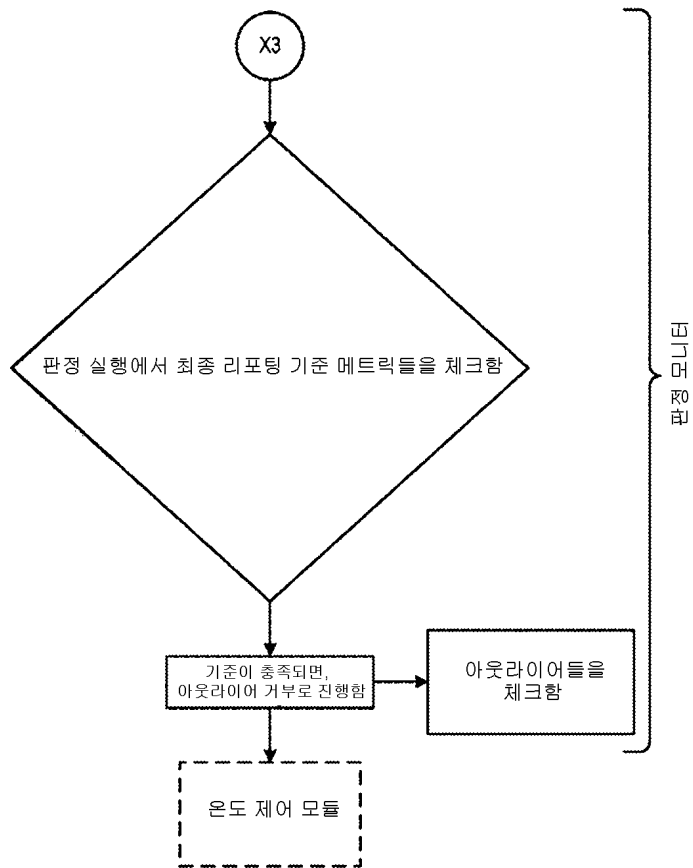 X3
판정 실행에서 최종 리포팅 기준 메트릭들을 체크함
기준이 충족되면,
아웃라이어 거부로 진행함
아웃라이어들을
체크함
온도 제어 모듈
판정 모니터